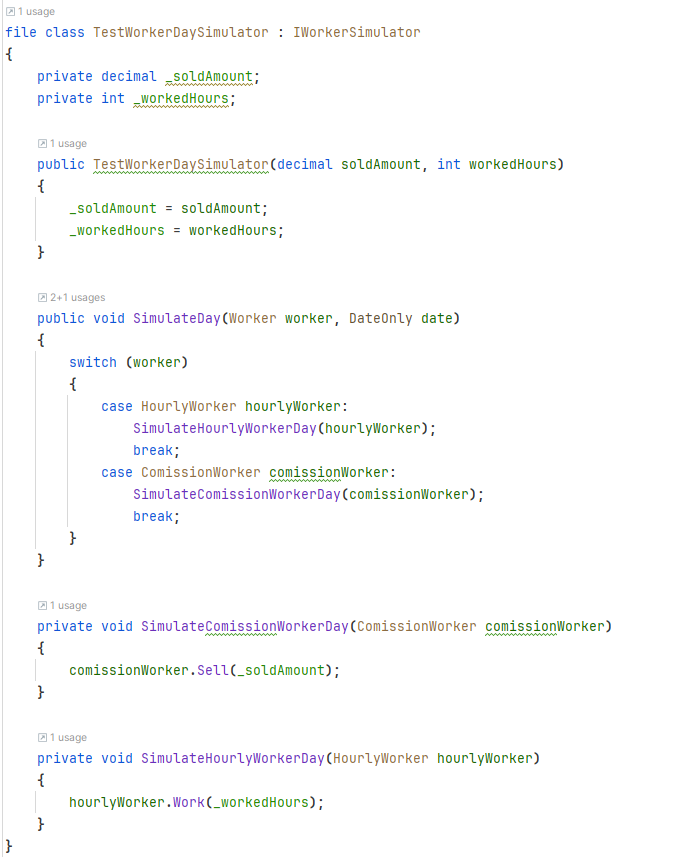 1 usage
file class TestWorkerDaySimulator : IWorkerSimulator
{
    private decimal _soldAmount;
    private int _workedHours;

    1 usage
    public TestWorkerDaySimulator(decimal soldAmount, int workedHours)
    {
        _soldAmount = soldAmount;
        _workedHours = workedHours;
    }

    2+1 usages
    public void SimulateDay(Worker worker, DateOnly date)
    {
        switch (worker)
        {
            case HourlyWorker hourlyWorker:
                SimulateHourlyWorkerDay(hourlyWorker);
                break;
            case ComissionWorker comissionWorker:
                SimulateComissionWorkerDay(comissionWorker);
                break;
        }
    }

    1 usage
    private void SimulateComissionWorkerDay(ComissionWorker comissionWorker)
    {
        comissionWorker.Sell(_soldAmount);
    }

    1 usage
    private void SimulateHourlyWorkerDay(HourlyWorker hourlyWorker)
    {
        hourlyWorker.Work(_workedHours);
    }
}